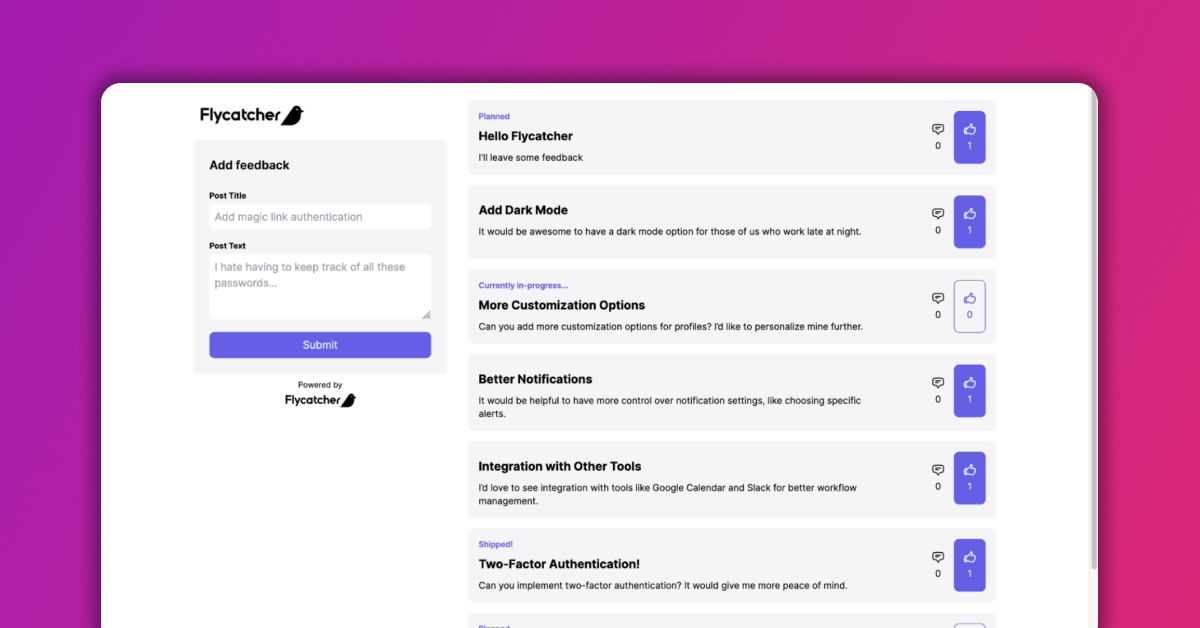 Flycatcher
Add feedback
Post Title
Add magic link authentication
Post Text
I hate having to keep track of all these
passwords...
Submit
Powered by
Flycatcher
Planned
Hello Flycatcher
I'll leave some feedback
0
1
Add Dark Mode
It would be awesome to have a dark mode option for those of us who work late at night.
0
1
Currently in-progress...
More Customization Options
Can you add more customization options for profiles? I'd like to personalize mine further.
0
0
Better Notifications
It would be helpful to have more control over notification settings, like choosing specific
alerts.
0
1
Integration with Other Tools
I'd love to see integration with tools like Google Calendar and Slack for better workflow
management.
0
1
Shipped!
Two-Factor Authentication!
Can you implement two-factor authentication? It would give me more peace of mind.
0
1
Planned